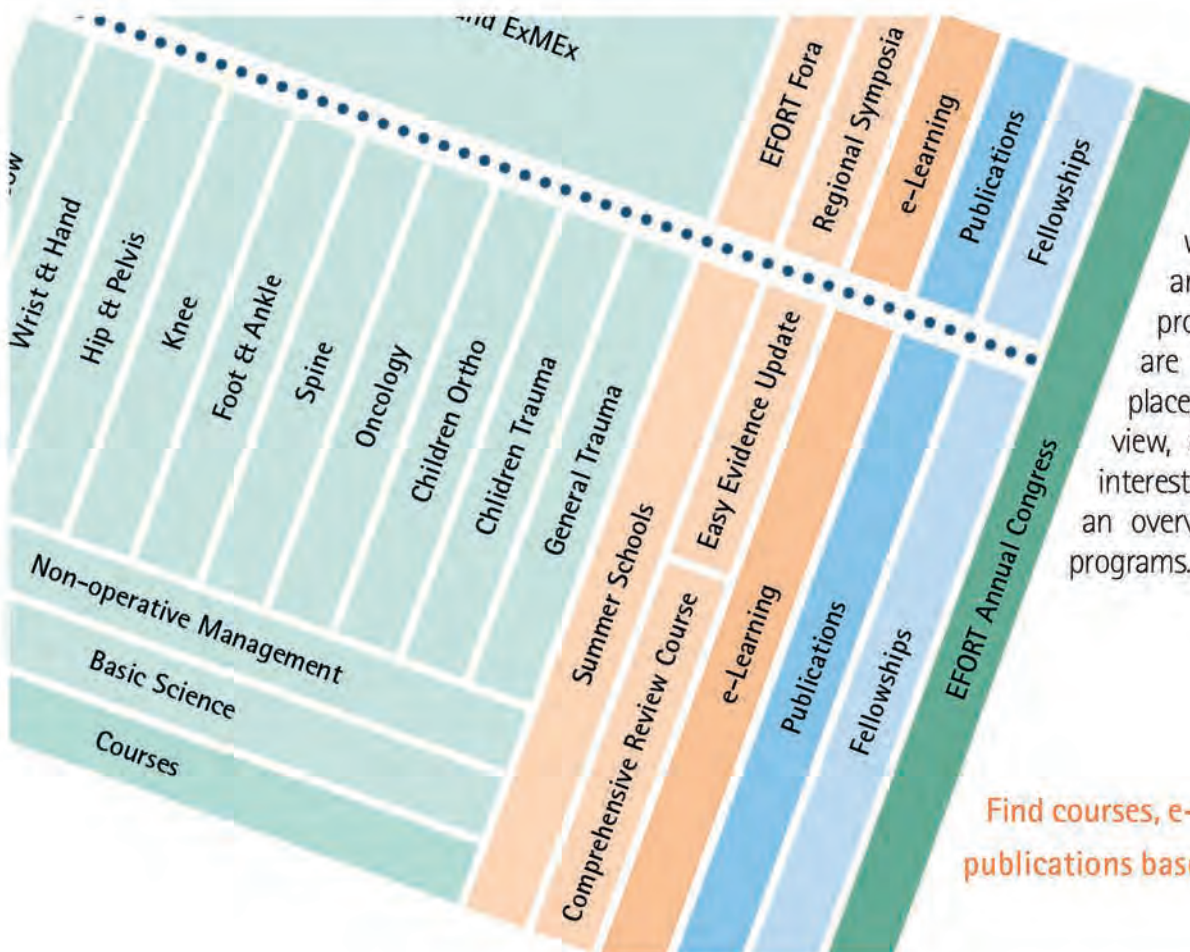 and ExMEx
EFORT Fora
Regional Symposia
e-Learning
Publications
Fellowships
Wrist & Hand
Hip & Pelvis
Knee
Foot & Ankle
Spine
Oncology
Children Ortho
Children Trauma
General Trauma
Summer Schools
Easy Evidence Update
Comprehensive Review Course
e-Learning
Publications
Fellowships
EFORT Annual Congress
Non-operative Management
Basic Science
Courses
are
place
view,
interest
an overv
programs.
Find courses, e-
publications bas